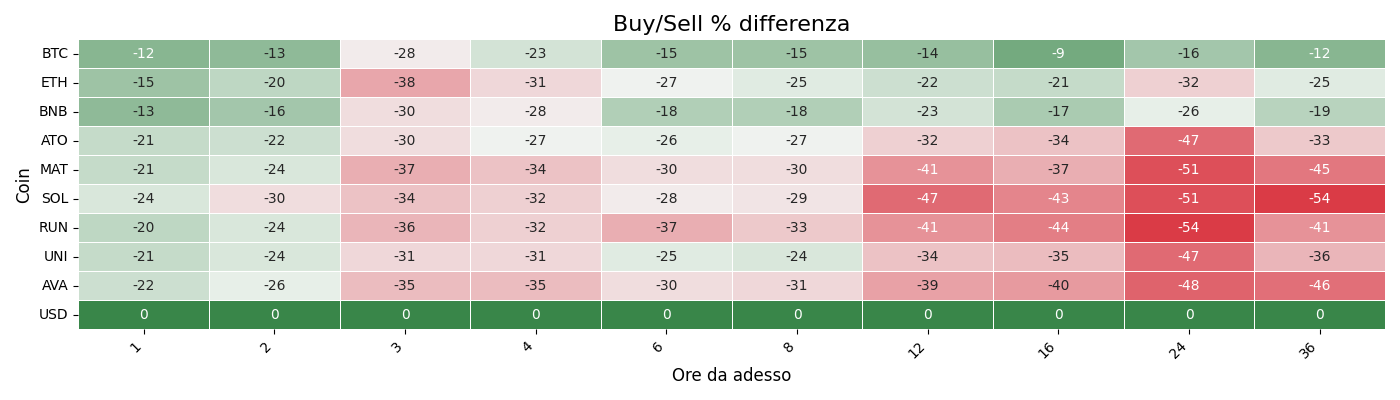 Buy/Sell % differenza
Coin
BTC -12 -13 -28 -23 -15 -15 -14 -9 -16 -12
ETH -15 -20 -38 -31 -27 -25 -22 -21 -32 -25
BNB -13 -16 -30 -28 -18 -18 -23 -17 -26 -19
ATO -21 -22 -30 -27 -26 -27 -32 -34 -47 -33
MAT -21 -24 -37 -34 -30 -30 -41 -37 -51 -45
SOL -24 -30 -34 -32 -28 -29 -47 -43 -51 -54
RUN -20 -24 -36 -32 -37 -33 -41 -44 -54 -41
UNI -21 -24 -31 -31 -25 -24 -34 -35 -47 -36
AVA -22 -26 -35 -35 -30 -31 -39 -40 -48 -46
USD 0 0 0 0 0 0 0 0 0 0
1 2 3 4 6 8 12 16 24 36
Ore da adesso